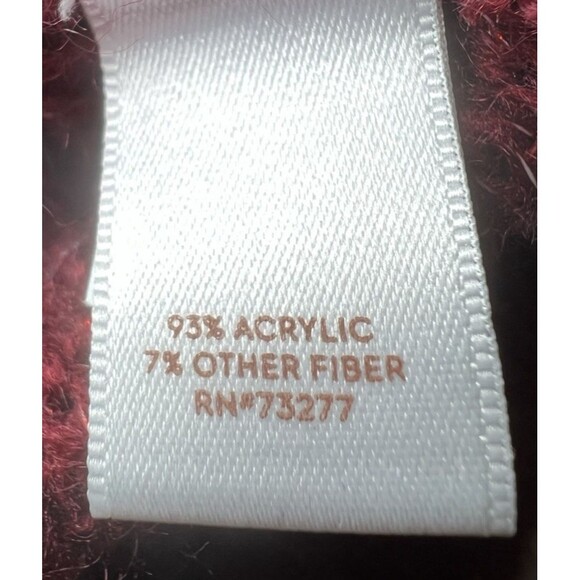 93% ACRYLIC
7% OTHER FIBER
RN#73277